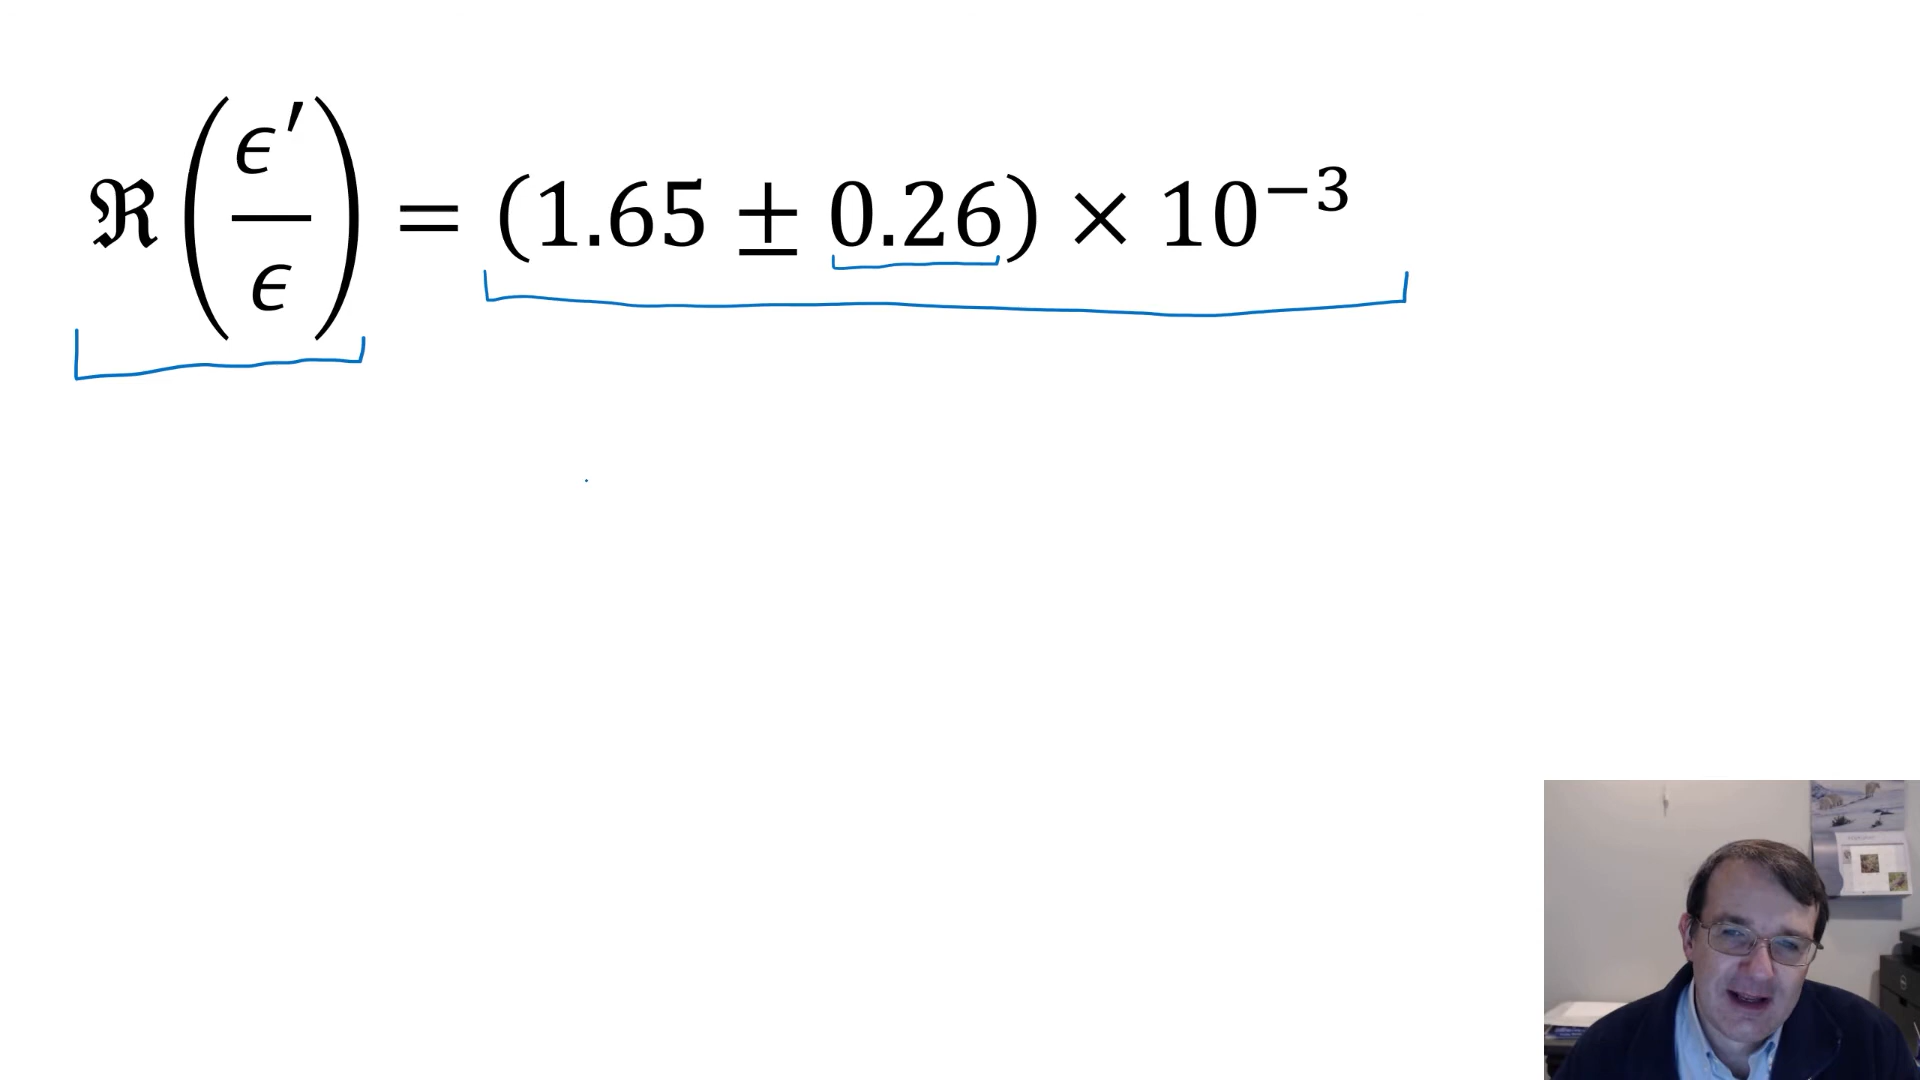 ℜ(ϵ′/ϵ) = (1.65 ± 0.26) × 10⁻³